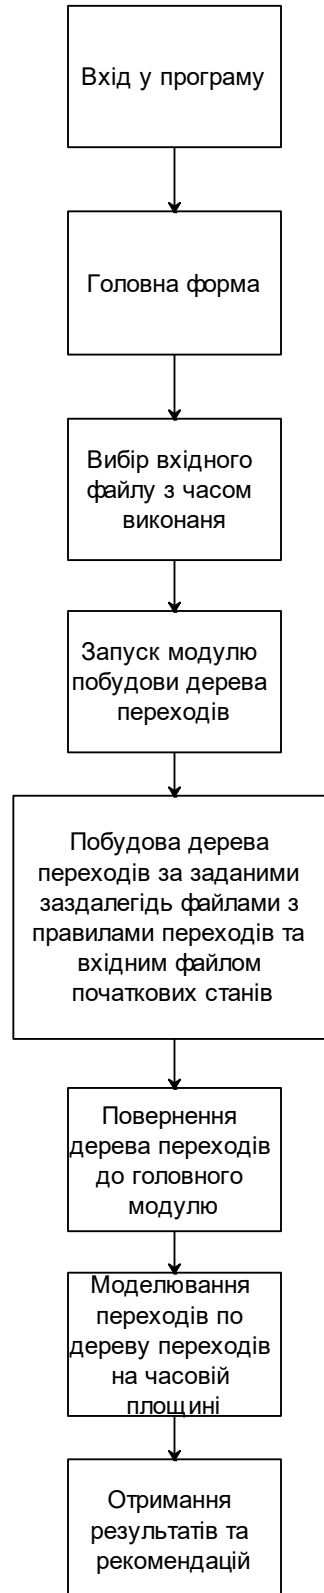 Вхід у програму
Головна форма
Вибір вхідного
файлу з часом
виконаня
Запуск модулю
побудови дерева
переходів
Побудова дерева
переходів за заданими
заздалегідь файлами з
правилами переходів та
вхідним файлом
початкових станів
Повернення
дерева переходів
до головного
модулю
Моделювання
переходів по
дереву переходів
на часовій
площині
Отримання
результатів та
рекомендацій